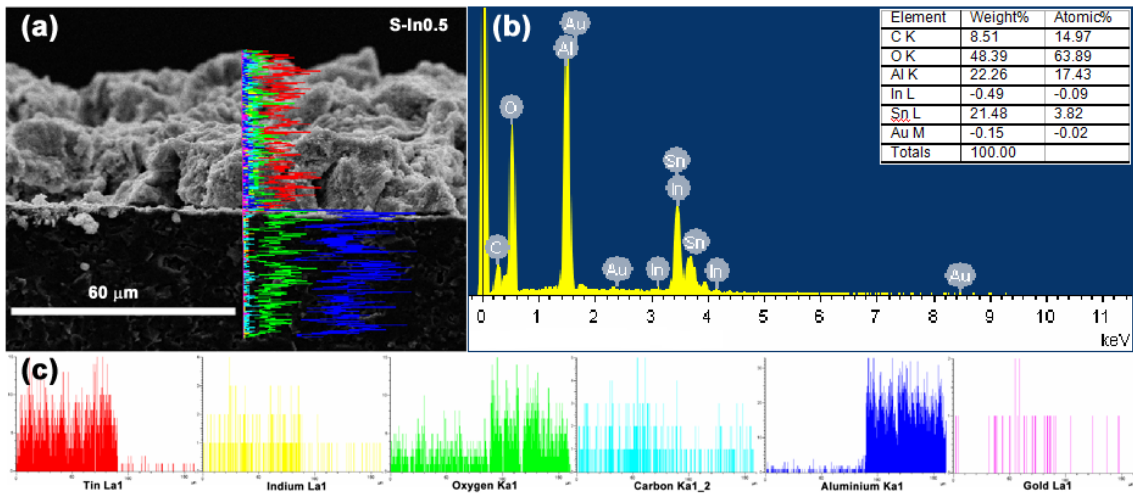 (a)
S-In0.5
60 μm
(b)
Au
Al
O
Sn
In
C
Au
In
Sn
In
Au
0 1 2 3 4 5 6 7 8 9 10 11
keV
Element Weight% Atomic%
C K 8.51 14.97
O K 48.39 63.89
Al K 22.26 17.43
In L -0.49 -0.09
Sn L 21.48 3.82
Au M -0.15 -0.02
Totals 100.00
(c)
Tin La1 Indium La1 Oxygen Ka1 Carbon Ka1_2 Aluminium Ka1 Gold La1